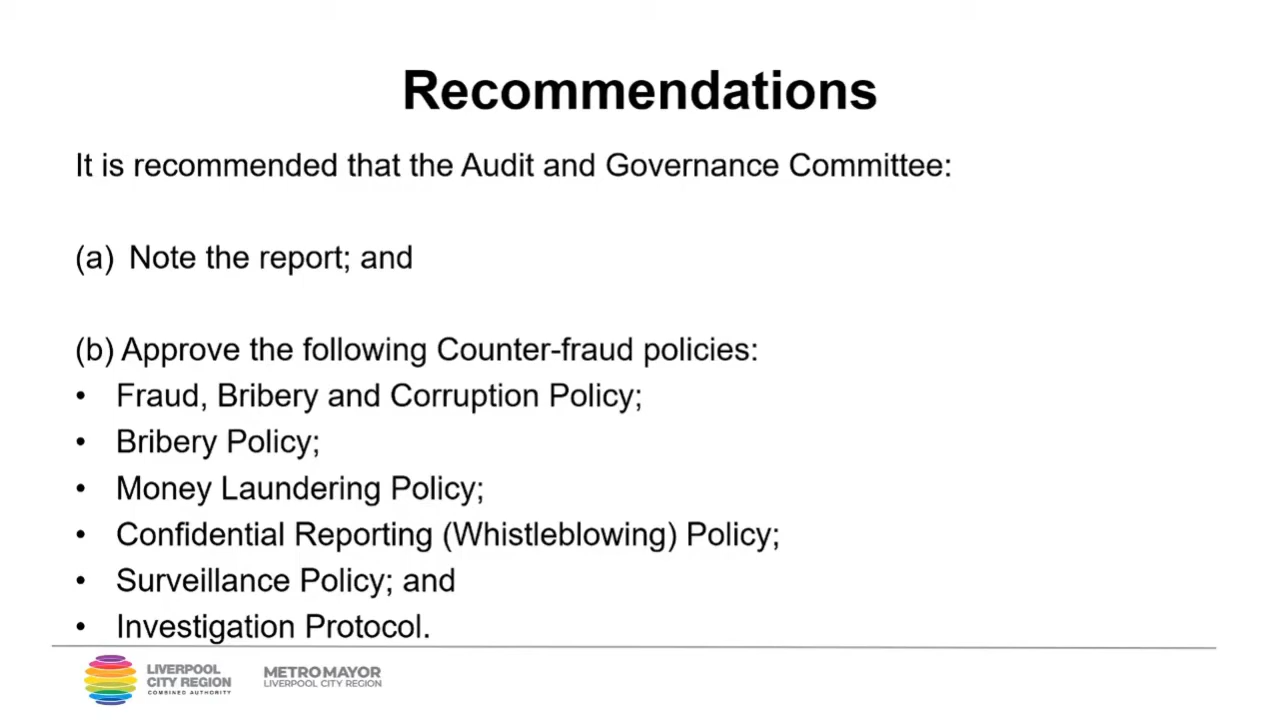 Recommendations
It is recommended that the Audit and Governance Committee:
(a) Note the report; and
(b) Approve the following Counter-fraud policies:
• Fraud, Bribery and Corruption Policy;
• Bribery Policy;
• Money Laundering Policy;
• Confidential Reporting (Whistleblowing) Policy;
• Surveillance Policy; and
• Investigation Protocol.
LIVERPOOL
CITY REGION
COMBINED AUTHORITY
METRO MAYOR
LIVERPOOL CITY REGION